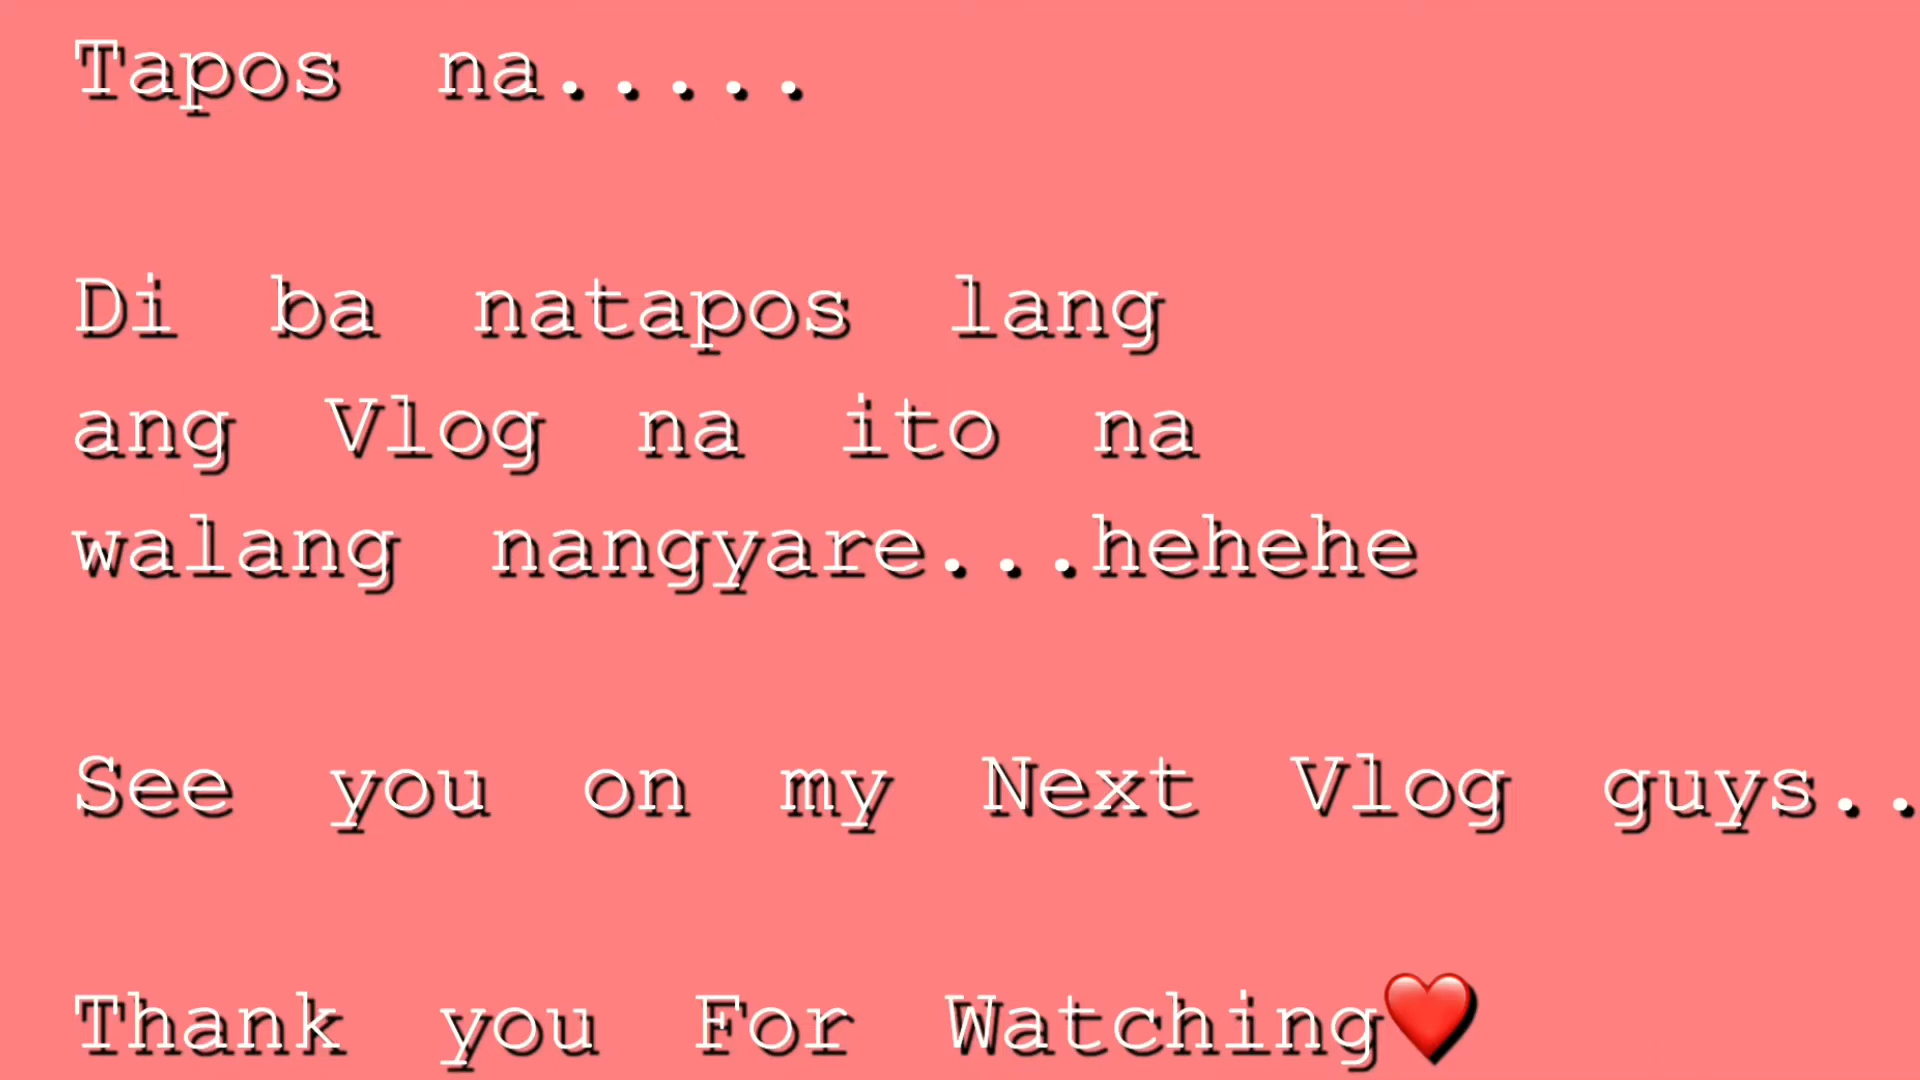 Tapos na.....
Di ba natapos lang
ang Vlog na ito na
walang nangyare...hehehe
See you on my Next Vlog guys..
Thank you For Watching❤️